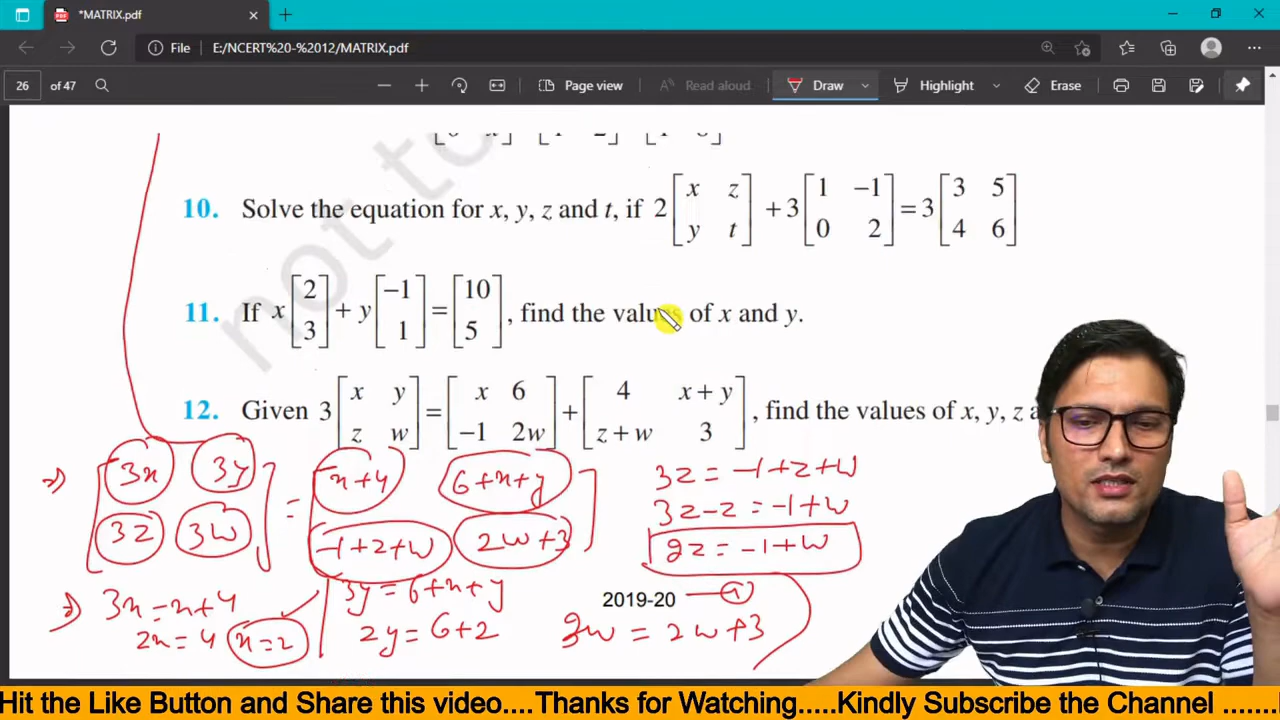 *MATRIX.pdf
File E:/NCERT%20-%2012/MATRIX.pdf
26 of 47 Page view Read aloud Draw Highlight Erase
not to
10. Solve the equation for x, y, z and t, if 2 [x z; y t] + 3 [1 −1; 0 2] = 3 [3 5; 4 6]
11. If x [2; 3] + y [−1; 1] = [10; 5], find the values of x and y.
12. Given 3 [x y; z w] = [x 6; −1 2w] + [4 x + y; z + w 3], find the values of x, y, z
⇒ [3x 3y; 3z 3w] = [x+4 6+x+y; -1+z+w 2w+3]
3z = -1+z+w
3z-z = -1+w
2z = -1+w
⇒ 3x = x+4
2x = 4 x=2
3y = 6+x+y
2y = 6+2
2019-20
3w = 2w+3
Hit the Like Button and Share this video....Thanks for Watching.....Kindly Subscribe the Channel .......